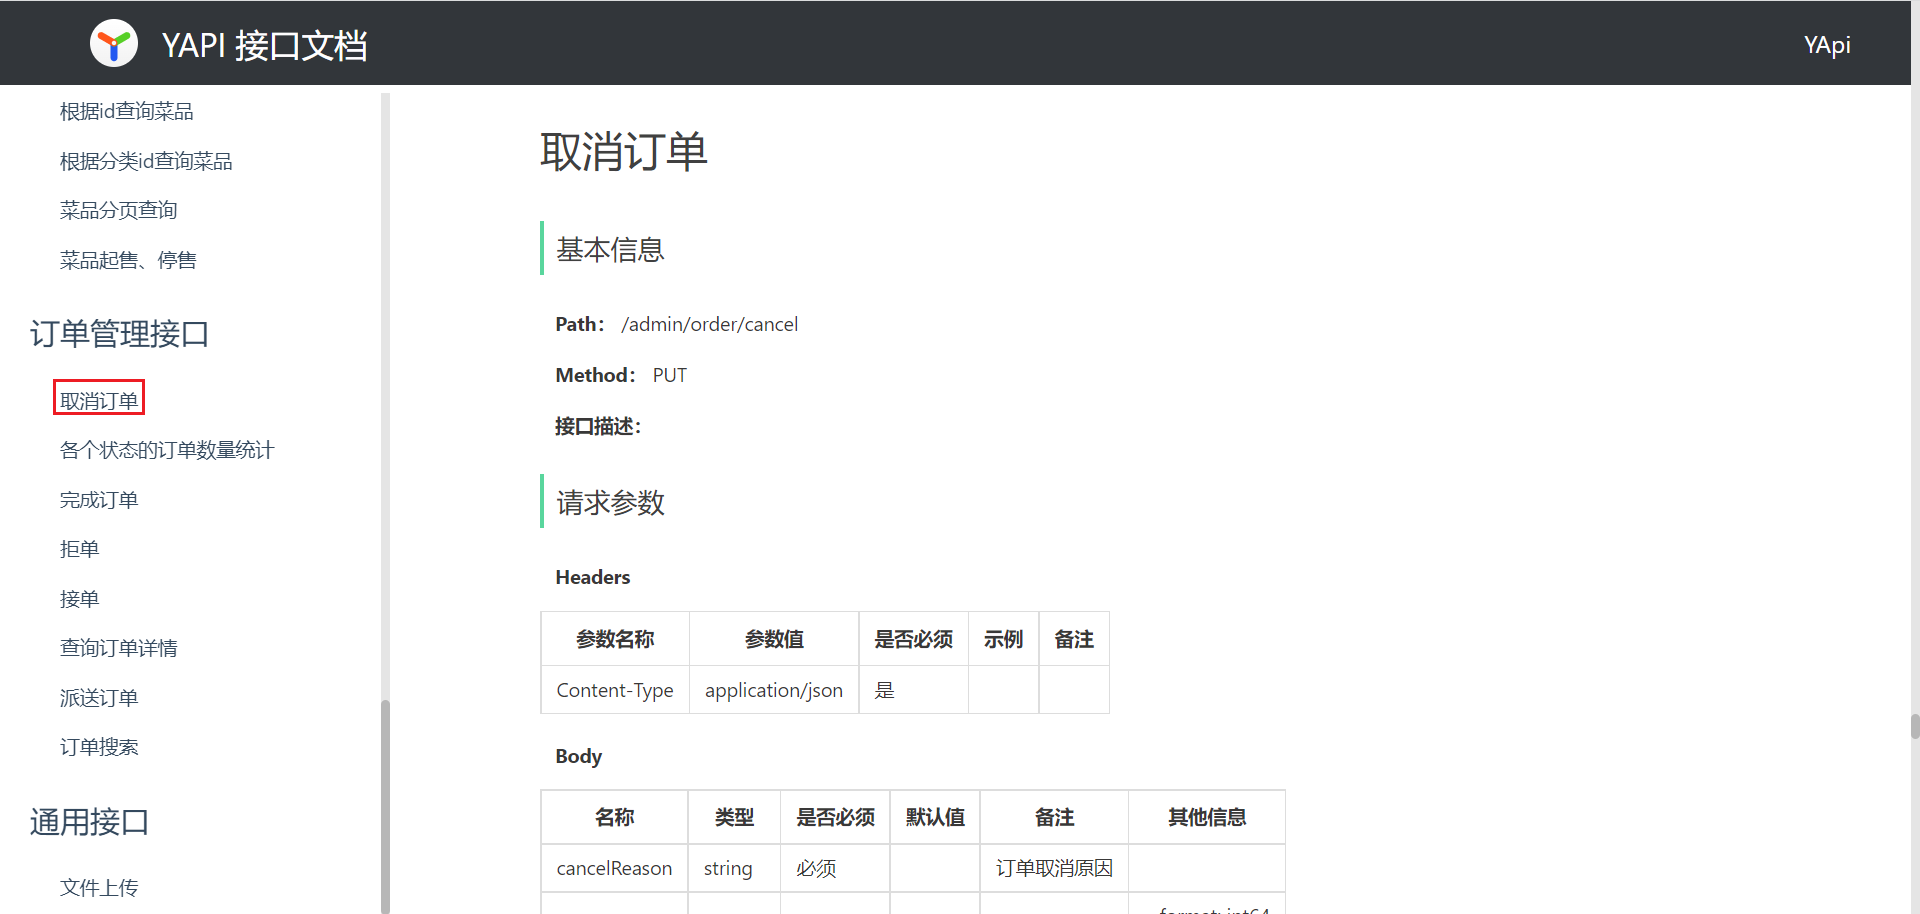 YAPI 接口文档
YApi
根据id查询菜品
根据分类id查询菜品
菜品分页查询
菜品起售、停售
订单管理接口
取消订单
各个状态的订单数量统计
完成订单
拒单
接单
查询订单详情
派送订单
订单搜索
通用接口
文件上传
取消订单
基本信息
Path： /admin/order/cancel
Method： PUT
接口描述：
请求参数
Headers
参数名称 参数值 是否必须 示例 备注
Content-Type application/json 是
Body
名称 类型 是否必须 默认值 备注 其他信息
cancelReason string 必须 订单取消原因
format: int64